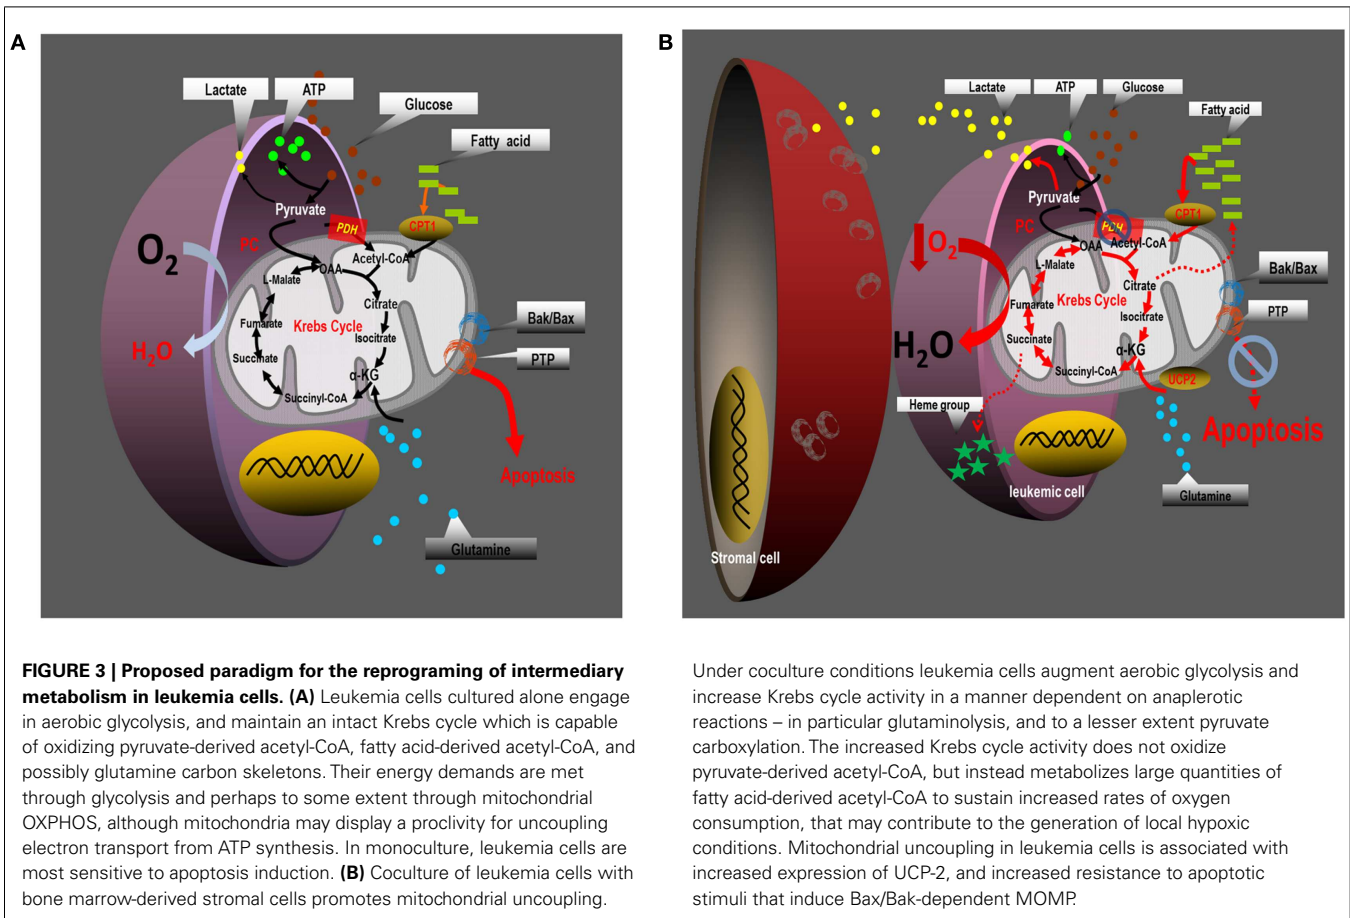 A
Lactate
ATP
Glucose
Fatty acid
Pyruvate
PC
PDH
CPT1
O2
Acetyl-CoA
OAA
L-Malate
Citrate
Fumarate
Krebs Cycle
Isocitrate
Bak/Bax
H2O
Succinate
PTP
α-KG
Succinyl-CoA
Apoptosis
Glutamine
B
Lactate
ATP
Glucose
Fatty acid
Pyruvate
PC
PDH
CPT1
O2
OAA
Acetyl-CoA
L-Malate
Bak/Bax
Citrate
Fumarate
Krebs Cycle
Isocitrate
PTP
H2O
Succinate
α-KG
Succinyl-CoA
UCP2
Heme group
Apoptosis
leukemic cell
Glutamine
Stromal cell
FIGURE 3 | Proposed paradigm for the reprograming of intermediary
metabolism in leukemia cells. (A) Leukemia cells cultured alone engage
in aerobic glycolysis, and maintain an intact Krebs cycle which is capable
of oxidizing pyruvate-derived acetyl-CoA, fatty acid-derived acetyl-CoA, and
possibly glutamine carbon skeletons. Their energy demands are met
through glycolysis and perhaps to some extent through mitochondrial
OXPHOS, although mitochondria may display a proclivity for uncoupling
electron transport from ATP synthesis. In monoculture, leukemia cells are
most sensitive to apoptosis induction. (B) Coculture of leukemia cells with
bone marrow-derived stromal cells promotes mitochondrial uncoupling.
Under coculture conditions leukemia cells augment aerobic glycolysis and
increase Krebs cycle activity in a manner dependent on anaplerotic
reactions – in particular glutaminolysis, and to a lesser extent pyruvate
carboxylation. The increased Krebs cycle activity does not oxidize
pyruvate-derived acetyl-CoA, but instead metabolizes large quantities of
fatty acid-derived acetyl-CoA to sustain increased rates of oxygen
consumption, that may contribute to the generation of local hypoxic
conditions. Mitochondrial uncoupling in leukemia cells is associated with
increased expression of UCP-2, and increased resistance to apoptotic
stimuli that induce Bax/Bak-dependent MOMP.